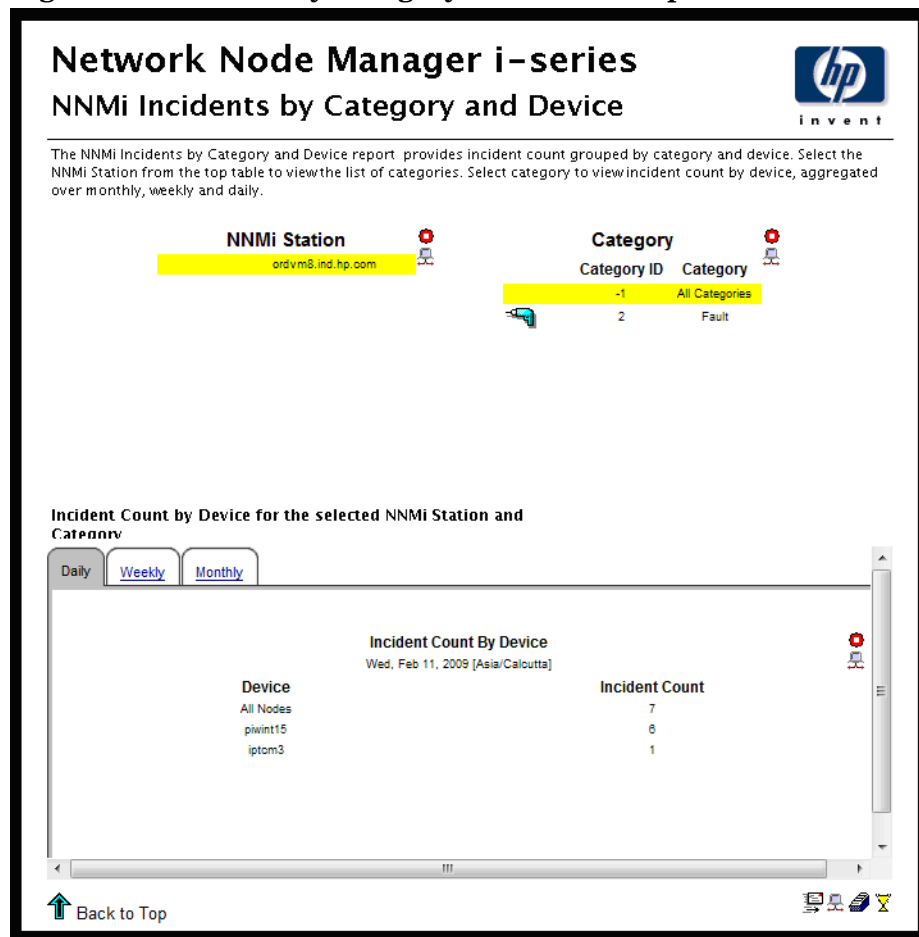 Network Node Manager i-series
NNMi Incidents by Category and Device
hp
invent
The NNMi Incidents by Category and Device report provides incident count grouped by category and device. Select the
NNMi Station from the top table to view the list of categories. Select category to view incident count by device, aggregated
over monthly, weekly and daily.
NNMi Station
ordvm8.ind.hp.com
Category
Category ID Category
-1 All Categories
2 Fault
Incident Count by Device for the selected NNMi Station and
Category
Daily Weekly Monthly
Incident Count By Device
Wed, Feb 11, 2009 [Asia/Calcutta]
Device Incident Count
All Nodes 7
piwint15 6
iptcm3 1
Back to Top